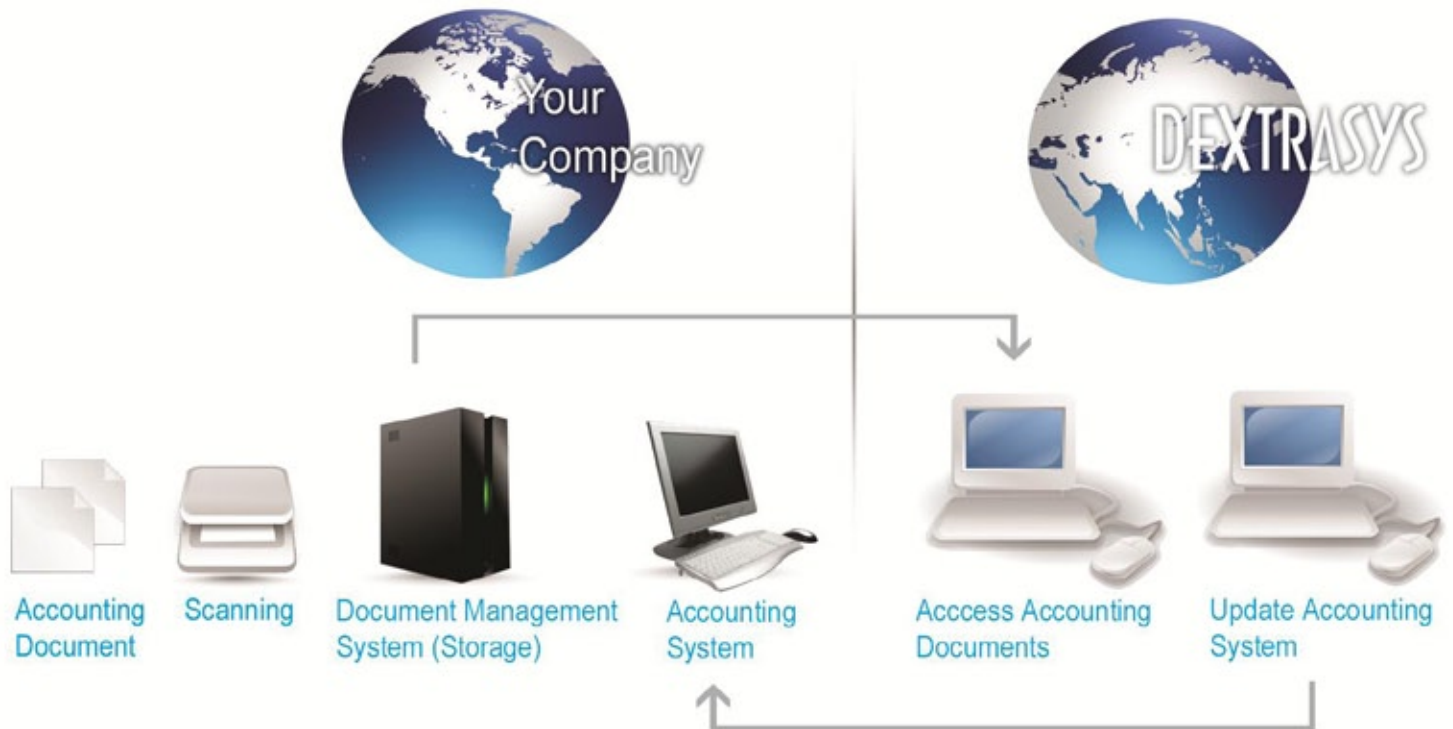 Your
Company
DEXTRASYS
Accounting
Document
Scanning
Document Management
System (Storage)
Accounting
System
Acccess Accounting
Documents
Update Accounting
System